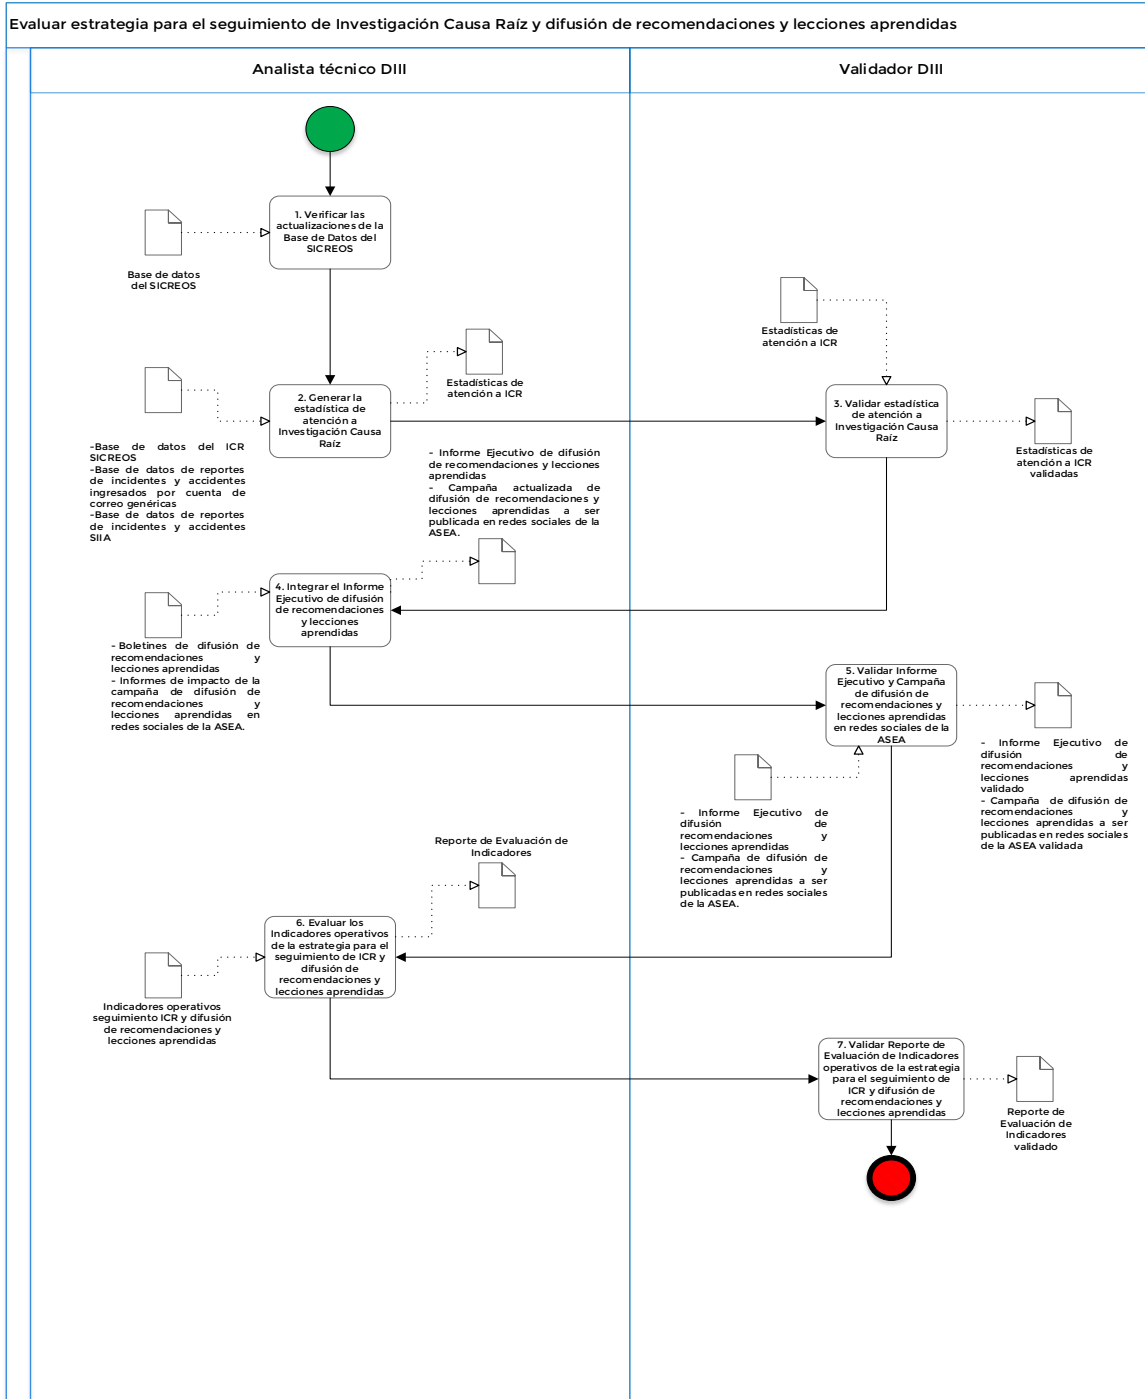 Evaluar estrategia para el seguimiento de Investigación Causa Raíz y difusión de recomendaciones y lecciones aprendidas
Analista técnico DIII
Validador DIII
1. Verificar las
actualizaciones de la
Base de Datos del
SICREOS
Base de datos
del SICREOS
Estadísticas de
atención a ICR
2. Generar la
estadística de
atención a
Investigación Causa
Raíz
Estadísticas de
atención a ICR
3. Validar estadística
de atención a
Investigación Causa
Raíz
Estadísticas de
atención a ICR
validadas
-Base de datos del ICR
SICREOS
-Base de datos de reportes
de incidentes y accidentes
ingresados por cuenta de
correo genéricas
-Base de datos de reportes
de incidentes y accidentes
SIIA
- Informe Ejecutivo de difusión
de recomendaciones y lecciones
aprendidas
- Campaña actualizada de
difusión de recomendaciones y
lecciones aprendidas a ser
publicada en redes sociales de la
ASEA.
4. Integrar el Informe
Ejecutivo de difusión
de recomendaciones
y lecciones
aprendidas
- Boletines de difusión de
recomendaciones y
lecciones aprendidas
- Informes de impacto de la
campaña de difusión de
recomendaciones y
lecciones aprendidas en
redes sociales de la ASEA.
5. Validar Informe
Ejecutivo y Campaña
de difusión de
recomendaciones y
lecciones aprendidas
en redes sociales de la
ASEA
- Informe Ejecutivo de
difusión de
recomendaciones y
lecciones aprendidas
validado
- Campaña de difusión de
recomendaciones y
lecciones aprendidas a ser
publicadas en redes sociales
de la ASEA validada
- Informe Ejecutivo de
difusión de
recomendaciones y
lecciones aprendidas
- Campaña de difusión de
recomendaciones y
lecciones aprendidas a ser
publicadas en redes sociales
de la ASEA.
Reporte de Evaluación de
Indicadores
6. Evaluar los
Indicadores operativos
de la estrategia para el
seguimiento de ICR y
difusión de
recomendaciones y
lecciones aprendidas
Indicadores operativos
seguimiento ICR y difusión
de recomendaciones y
lecciones aprendidas
7. Validar Reporte de
Evaluación de Indicadores
operativos de la estrategia
para el seguimiento de
ICR y difusión de
recomendaciones y
lecciones aprendidas
Reporte de
Evaluación de
Indicadores
validado